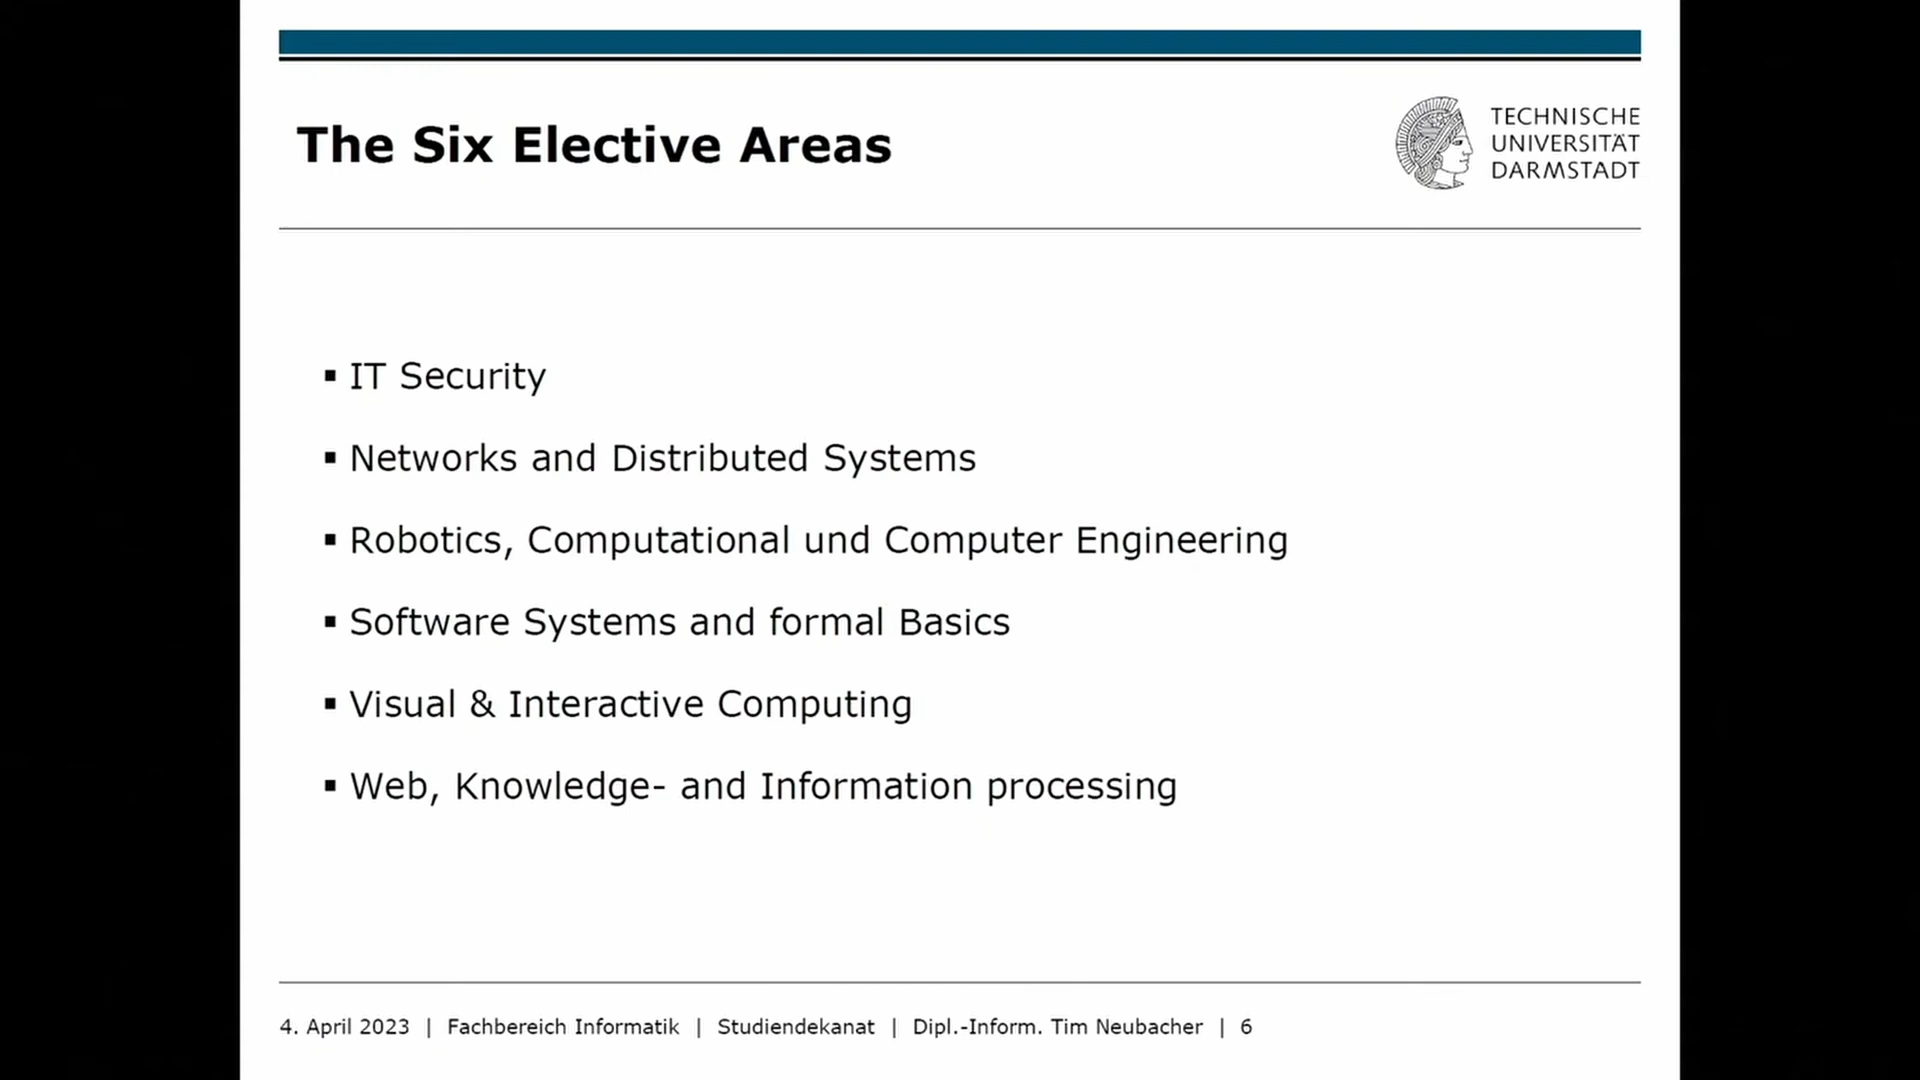 The Six Elective Areas
TECHNISCHE
UNIVERSITÄT
DARMSTADT
▪ IT Security
▪ Networks and Distributed Systems
▪ Robotics, Computational und Computer Engineering
▪ Software Systems and formal Basics
▪ Visual & Interactive Computing
▪ Web, Knowledge- and Information processing
4. April 2023 | Fachbereich Informatik | Studiendekanat | Dipl.-Inform. Tim Neubacher | 6